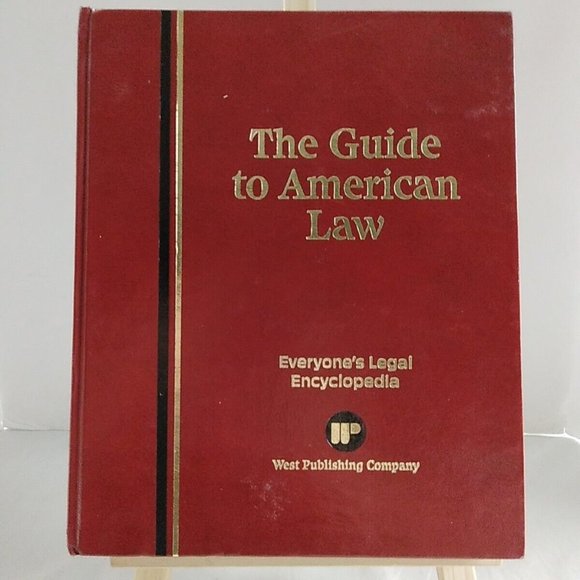 The Guide
to American
Law
Everyone's Legal
Encyclopedia
WP
West Publishing Company